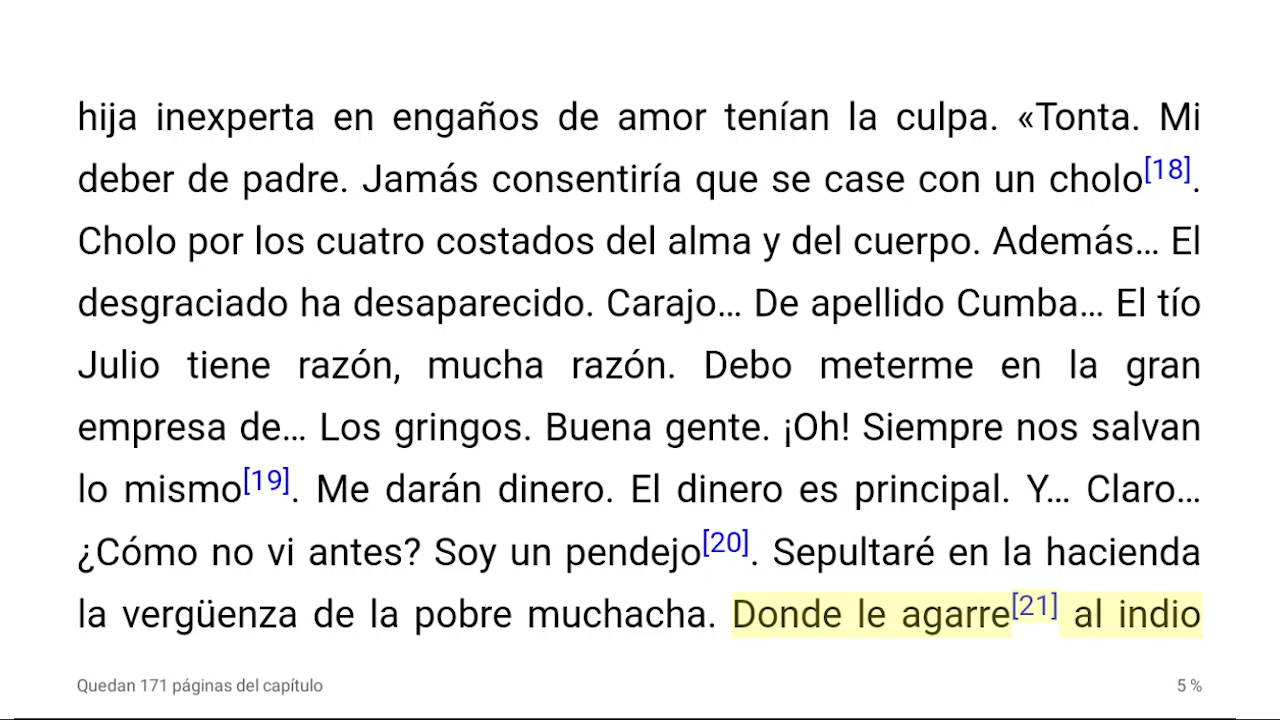 hija inexperta en engaños de amor tenían la culpa. «Tonta. Mi
deber de padre. Jamás consentiría que se case con un cholo[18].
Cholo por los cuatro costados del alma y del cuerpo. Además… El
desgraciado ha desaparecido. Carajo… De apellido Cumba… El tío
Julio tiene razón, mucha razón. Debo meterme en la gran
empresa de… Los gringos. Buena gente. ¡Oh! Siempre nos salvan
lo mismo[19]. Me darán dinero. El dinero es principal. Y… Claro…
¿Cómo no vi antes? Soy un pendejo[20]. Sepultaré en la hacienda
la vergüenza de la pobre muchacha. Donde le agarre[21] al indio
Quedan 171 páginas del capítulo
5 %